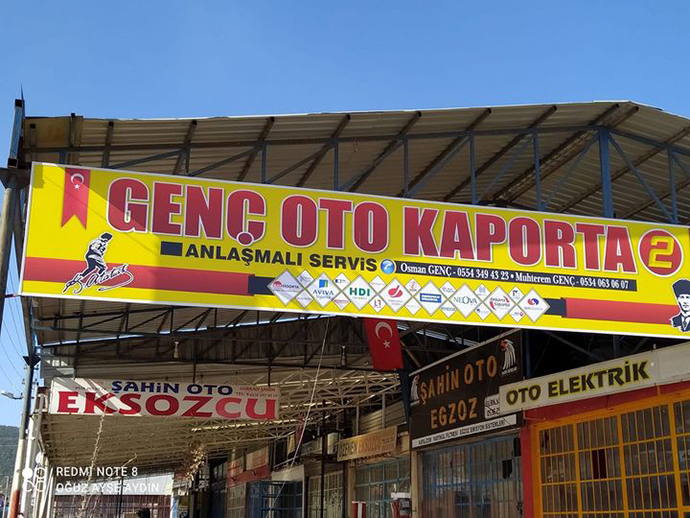 GENÇ OTO KAPORTA 2
ANLAŞMALI SERVİS
Osman GENÇ - 0554 349 43 23 • Muhterem GENÇ - 0534 063 06 07
AVIVA
HDI
NEOVA
ŞAHİN OTO
EKSOZCU
ŞAHİN OTO
EGZOZ
OTO ELEKTRİK
REDMI NOTE 8
OĞUZ AYŞE AYDIN